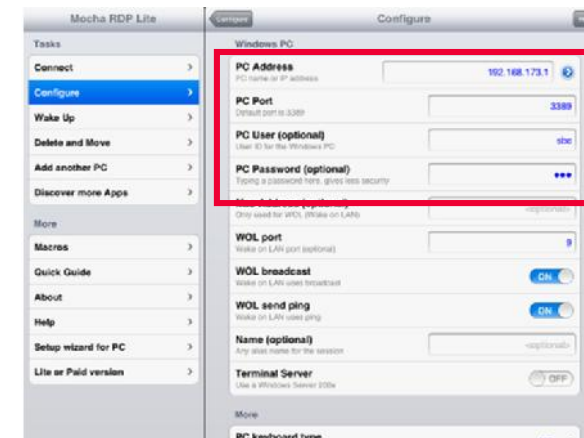 Mocha RDP Lite
Tasks
Connect
Configure
Wake Up
Delete and Move
Add another PC
Discover more Apps
More
Macros
Quick Guide
About
Help
Setup wizard for PC
Lite or Paid version
Configure
Configure
Windows PC
PC Address
PC name or IP address
192.168.173.1
PC Port
Default port is 3389
3389
PC User (optional)
User ID for the Windows PC
PC Password (optional)
Typing a password here, gives less security
•••
Mac Address (optional)
Only used for WOL (Wake on LAN)
<optional>
WOL port
Wake on LAN port (optional)
9
WOL broadcast
Wake on LAN uses broadcast
ON
WOL send ping
Wake on LAN uses ping
ON
Name (optional)
Any alias name for the session
<optional>
Terminal Server
Use a Windows Server 200x
OFF
More
PC keyboard type